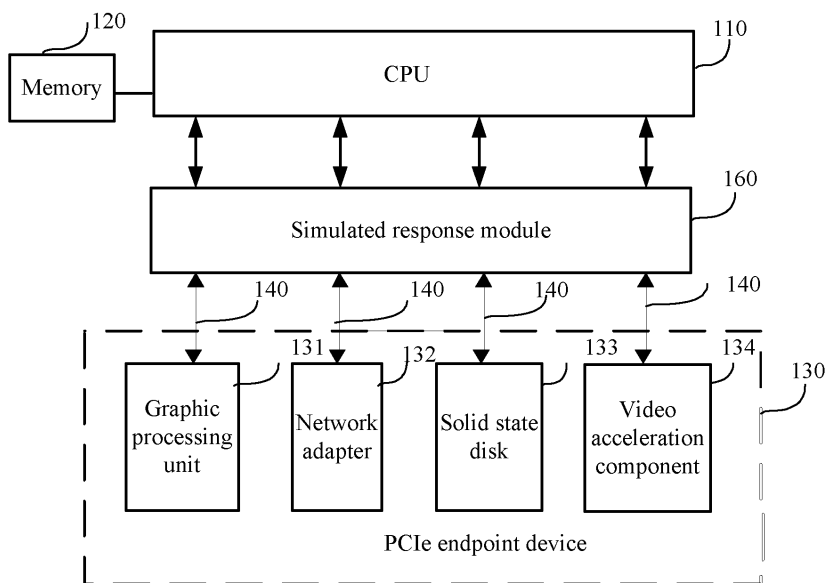 120
110
CPU
Memory
160
Simulated response module
140
140
140
140
131
132
133
134
130
Graphic
processing
unit
Network
adapter
Solid state
disk
Video
acceleration
component
PCIe endpoint device